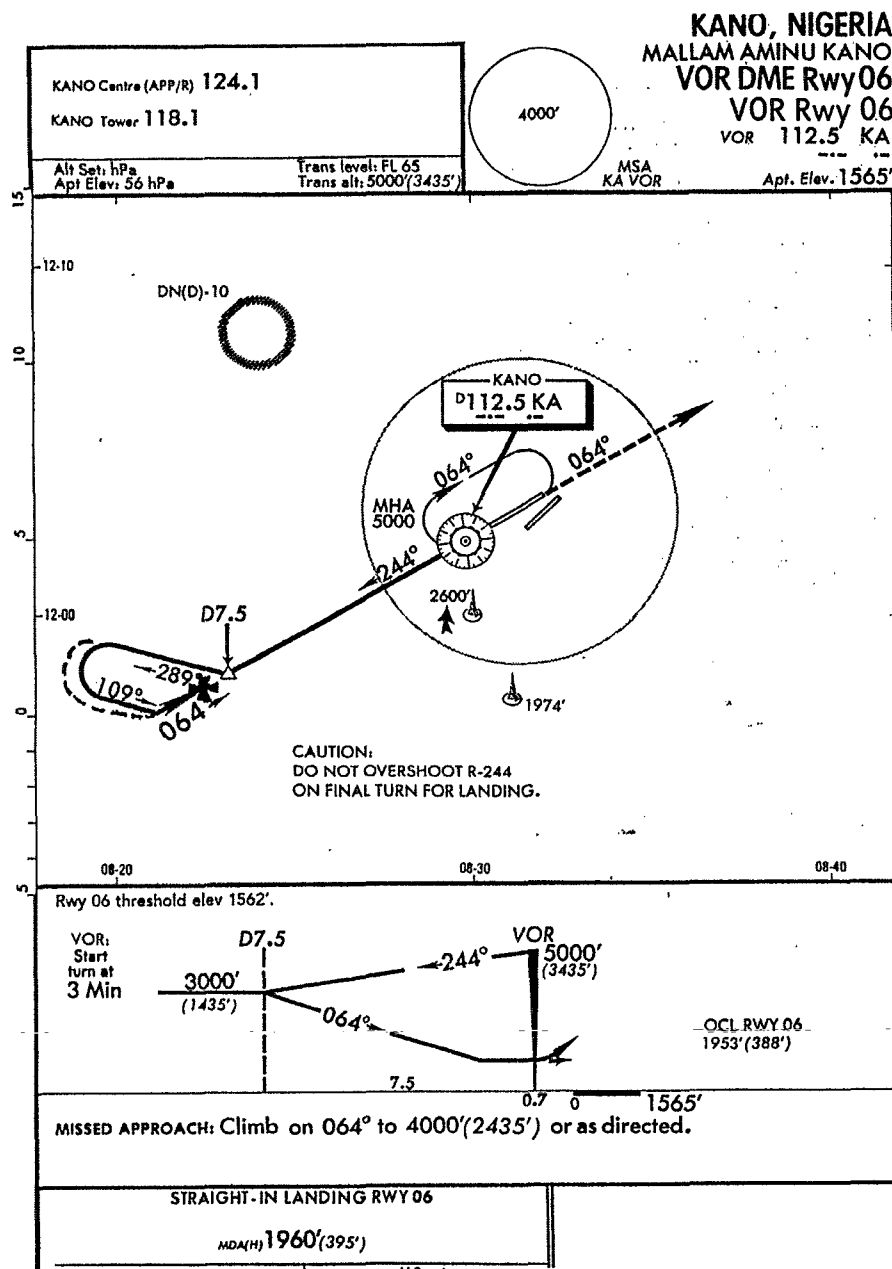 KANO, NIGERIA
MALLAM AMINU KANO
VOR DME Rwy 06
VOR Rwy 06
VOR 112.5 KA
KANO Centre (APP/R) 124.1
KANO Tower 118.1
Alt Set: hPa
Trans level: FL 65
Apt Elev: 56 hPa
Trans alt: 5000'(3435')
4000'
MSA
KA VOR
Apt. Elev. 1565'
15
12-10
DN(D)-10
10
KANO
D112.5 KA
064°
064°
MHA
5000
5
244°
2600'
12-00
D7.5
289°
109°
064°
0
1974'
CAUTION:
DO NOT OVERSHOOT R-244
ON FINAL TURN FOR LANDING.
08-20
08-30
08-40
5
Rwy 06 threshold elev 1562'.
VOR:
Start
turn at
3 Min
D7.5
VOR
3000'
(1435')
244°
5000'
(3435')
064°
OCL RWY 06
1953'(388')
7.5
0.7
0
1565'
MISSED APPROACH: Climb on 064° to 4000'(2435') or as directed.
STRAIGHT-IN LANDING RWY 06
MDA(H) 1960'(395')